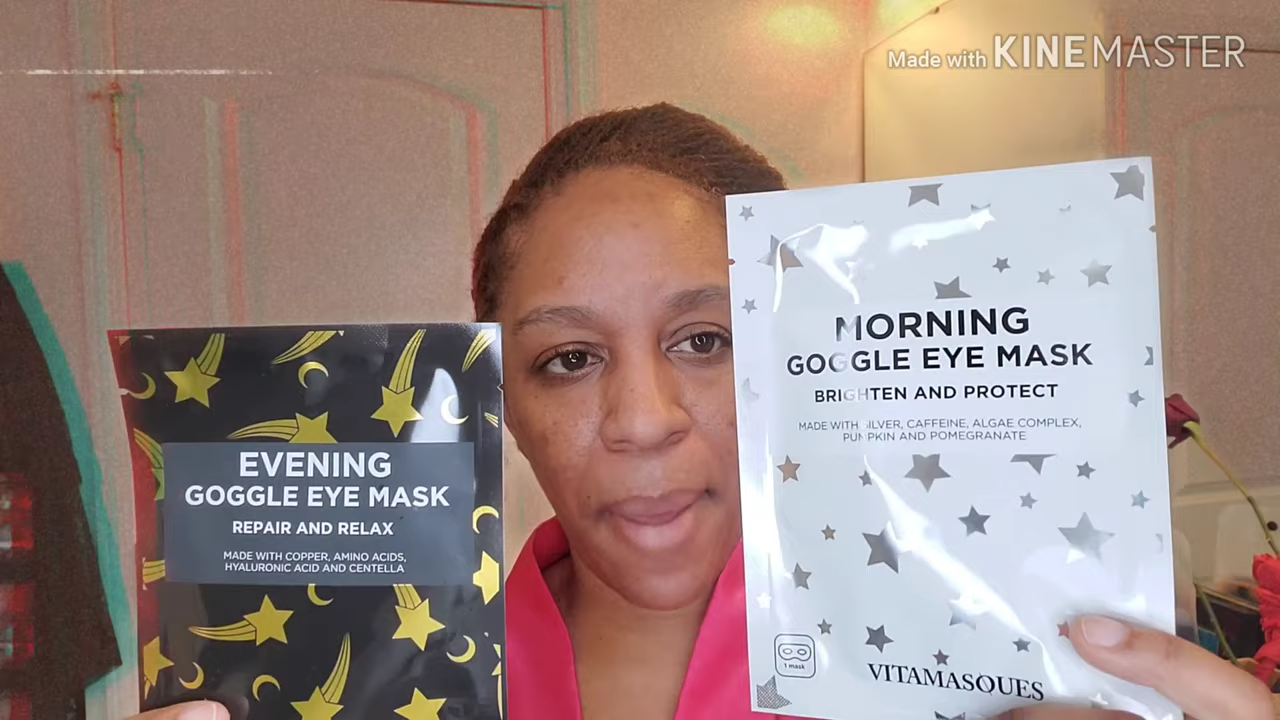 Made with KINEMASTER
EVENING
GOGGLE EYE MASK
REPAIR AND RELAX
MADE WITH COPPER, AMINO ACIDS,
HYALURONIC ACID AND CENTELLA
MORNING
GOGGLE EYE MASK
BRIGHTEN AND PROTECT
MADE WITH SILVER, CAFFEINE, ALGAE COMPLEX,
PUMPKIN AND POMEGRANATE
1 mask
VITAMASQUES